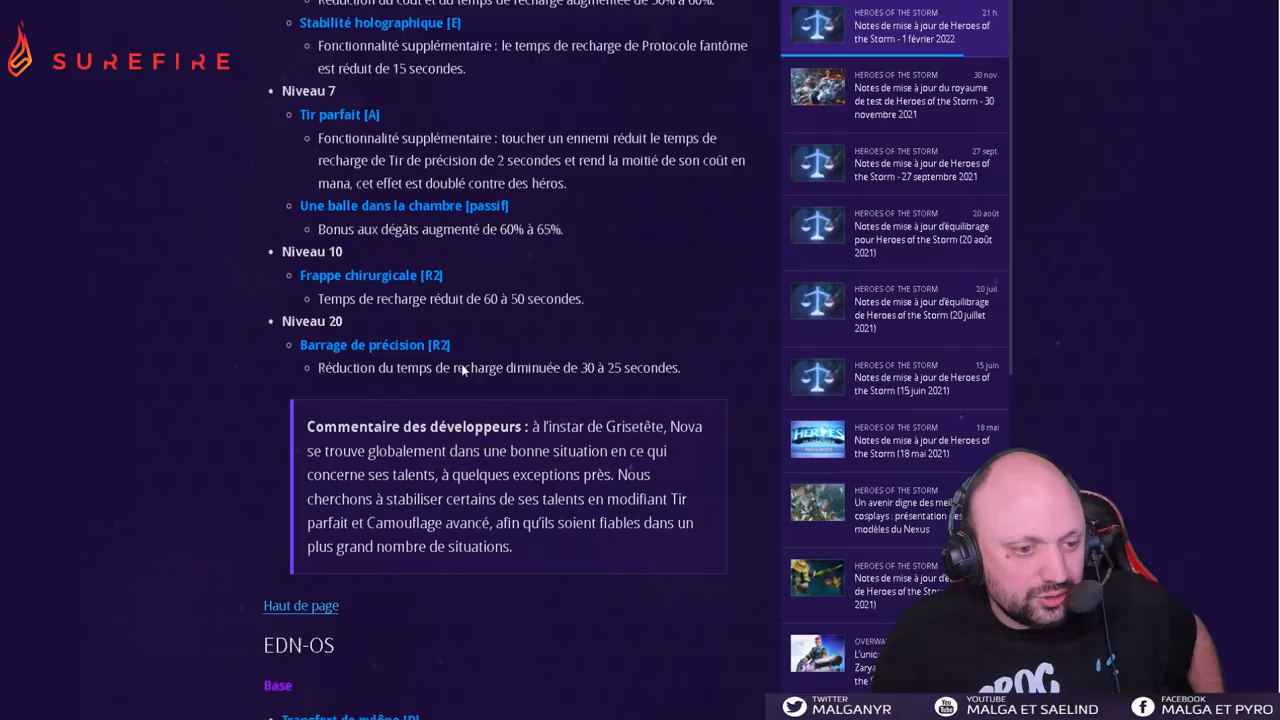 SUREFIRE
Stabilité holographique [E]
Fonctionnalité supplémentaire : le temps de recharge de Protocole fantôme
est réduit de 15 secondes.
Niveau 7
Tir parfait [A]
Fonctionnalité supplémentaire : toucher un ennemi réduit le temps de
recharge de Tir de précision de 2 secondes et rend la moitié de son coût en
mana, cet effet est doublé contre des héros.
Une balle dans la chambre [passif]
Bonus aux dégâts augmenté de 60% à 65%.
Niveau 10
Frappe chirurgicale [R2]
Temps de recharge réduit de 60 à 50 secondes.
Niveau 20
Barrage de précision [R2]
Réduction du temps de recharge diminuée de 30 à 25 secondes.
Commentaire des développeurs : à l'instar de Grisetête, Nova
se trouve globalement dans une bonne situation en ce qui
concerne ses talents, à quelques exceptions près. Nous
cherchons à stabiliser certains de ses talents en modifiant Tir
parfait et Camouflage avancé, afin qu'ils soient fiables dans un
plus grand nombre de situations.
Haut de page
EDN-OS
Base
HEROES OF THE STORM 21 h.
Notes de mise à jour de Heroes of
the Storm - 1 février 2022
HEROES OF THE STORM 30 nov.
Notes de mise à jour du royaume
de test de Heroes of the Storm - 30
novembre 2021
HEROES OF THE STORM 27 sept.
Notes de mise à jour de Heroes of
the Storm - 27 septembre 2021
HEROES OF THE STORM 20 août
Notes de mise à jour d'équilibrage
pour Heroes of the Storm (20 août
2021)
HEROES OF THE STORM 20 juil.
Notes de mise à jour d'équilibrage
de Heroes of the Storm (20 juillet
2021)
HEROES OF THE STORM 15 juin
Notes de mise à jour de Heroes of
the Storm (15 juin 2021)
HEROES OF THE STORM 18 mai
Notes de mise à jour de Heroes of
the Storm (18 mai 2021)
HEROES OF THE STORM
Un avenir digne des
cosplays : présentation
modèles du Nexus
HEROES OF THE STORM
Notes de mise à jour
de Heroes of the
2021)
TWITTER
MALGANYR
YOUTUBE
MALGA ET SAELIND
FACEBOOK
MALGA ET PYRO